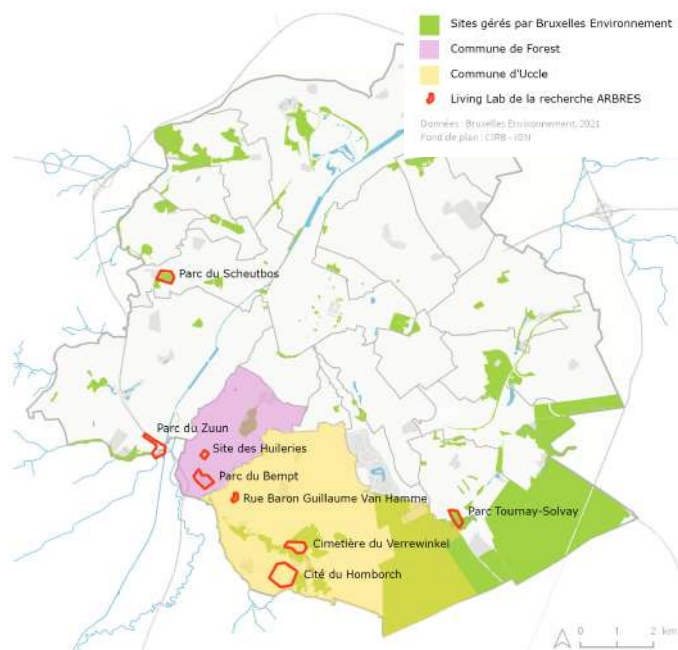 Sites gérés par Bruxelles Environnement
Commune de Forest
Commune d'Uccle
Living Lab de la recherche ARBRES
Données : Bruxelles Environnement, 2021
Fond de plan : CIRB - IGN
Parc du Scheutbos
Parc du Zuun
Site des Huileries
Parc du Bempt
Rue Baron Guillaume Van Hamme
Parc Tournay-Solvay
Cimetière du Verrewinkel
Cité du Homborch
0 1 2 km